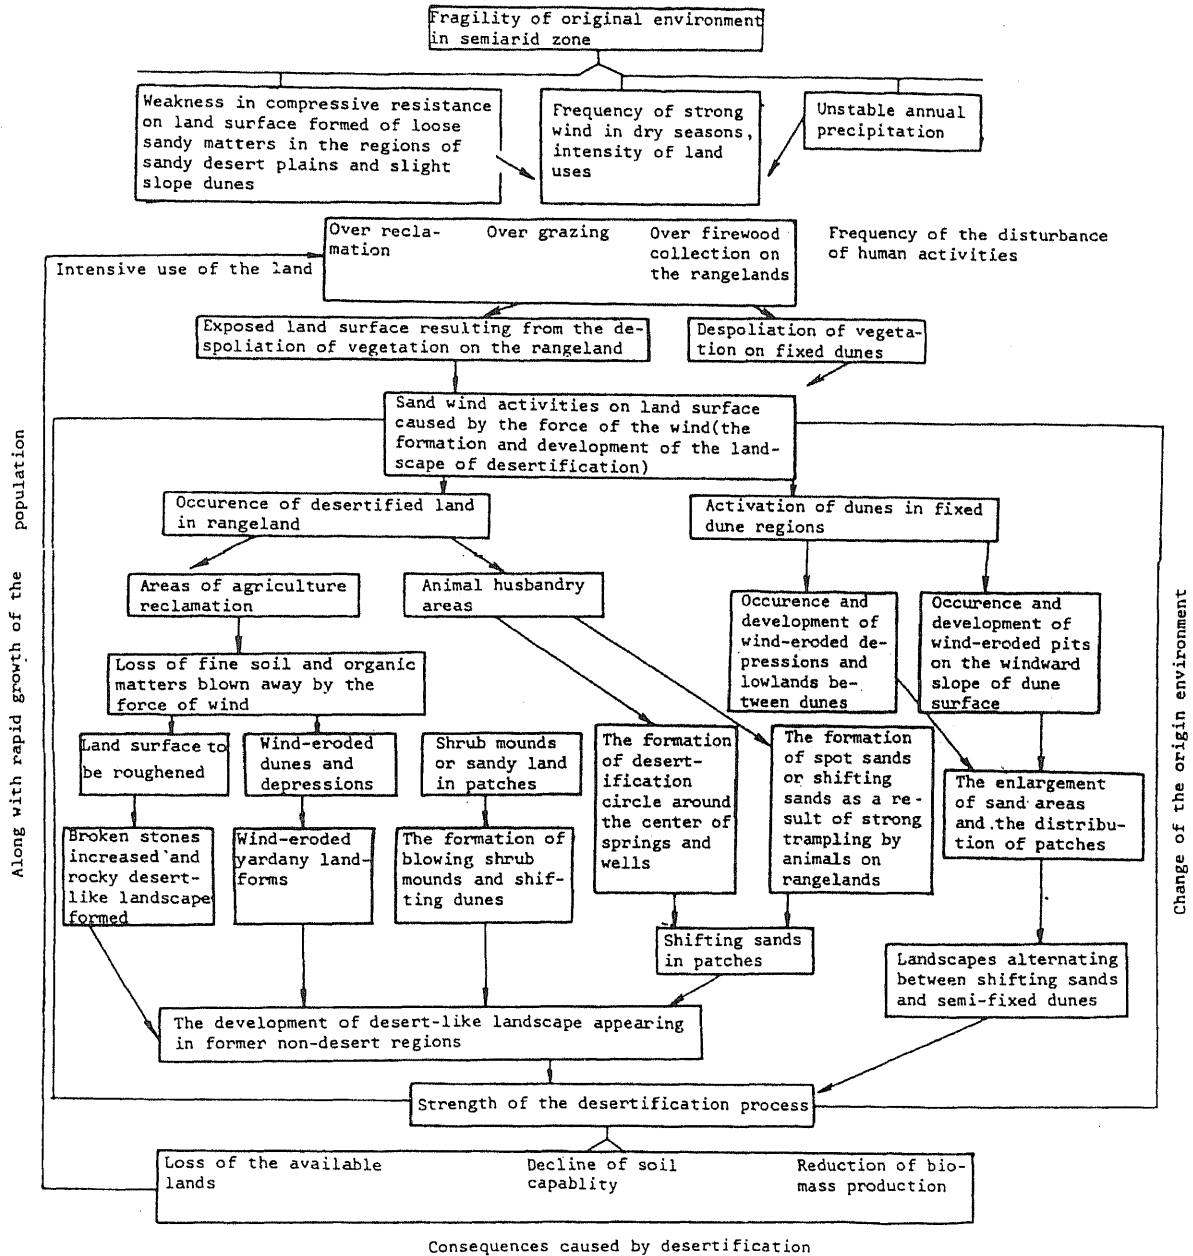 Fragility of original environment
in semiarid zone
Weakness in compressive resistance
on land surface formed of loose
sandy matters in the regions of
sandy desert plains and slight
slope dunes
Frequency of strong
wind in dry seasons,
intensity of land
uses
Unstable annual
precipitation
Over recla-
mation
Over grazing
Over firewood
collection on
the rangelands
Frequency of the disturbance
of human activities
Intensive use of the land
Exposed land surface resulting from the de-
spoliation of vegetation on the rangeland
Despoliation of vegeta-
tion on fixed dunes
Sand wind activities on land surface
caused by the force of the wind(the
formation and development of the land-
scape of desertification)
Along with rapid growth of the population
Change of the origin environment
Occurence of desertified land
in rangeland
Activation of dunes in fixed
dune regions
Areas of agriculture
reclamation
Animal husbandry
areas
Occurence and
development of
wind-eroded de-
pressions and
lowlands be-
tween dunes
Occurence and
development of
wind-eroded pits
on the windward
slope of dune
surface
Loss of fine soil and organic
matters blown away by the
force of wind
Land surface to
be roughened
Wind-eroded
dunes and
depressions
Shrub mounds
or sandy land
in patches
The formation
of desert-
ification
circle around
the center of
springs and
wells
The formation
of spot sands
or shifting
sands as a re-
sult of strong
trampling by
animals on
rangelands
The enlargement
of sand areas
and.the distribu-
tion of patches
Broken stones
increased and
rocky desert-
like landscape
formed
Wind-eroded
yardany land-
forms
The formation of
blowing shrub
mounds and shif-
ting dunes
Shifting sands
in patches
Landscapes alternating
between shifting sands
and semi-fixed dunes
The development of desert-like landscape appearing
in former non-desert regions
Strength of the desertification process
Loss of the available
lands
Decline of soil
capablity
Reduction of bio-
mass production
Consequences caused by desertification